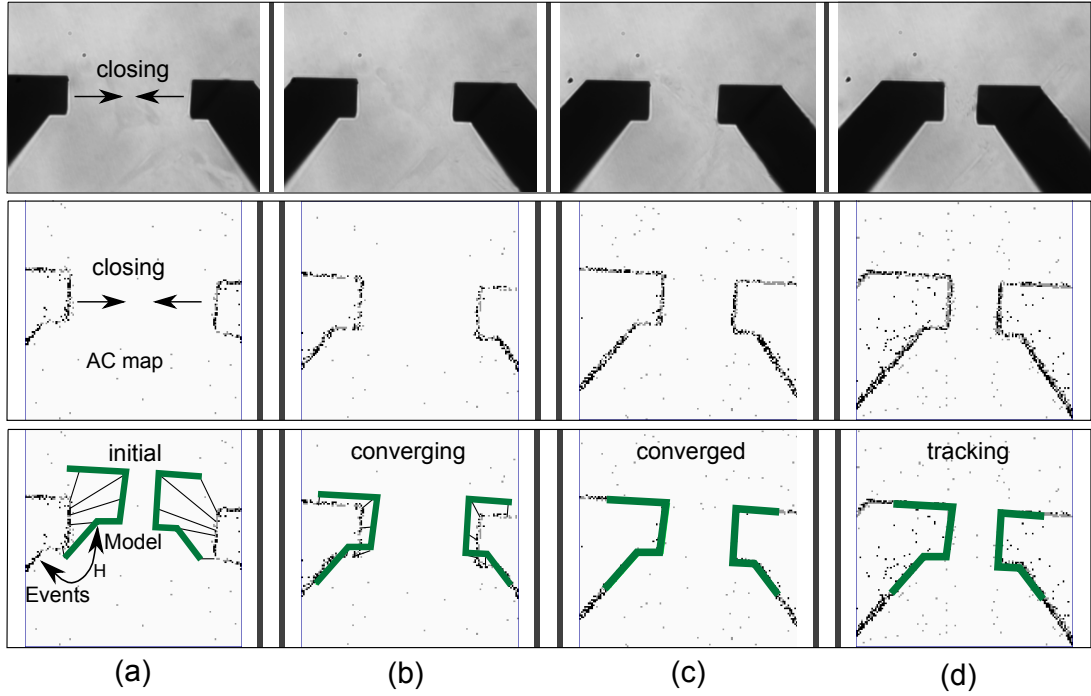 closing
closing
AC map
initial
Model
H
Events
converging
converged
tracking
(a)
(b)
(c)
(d)